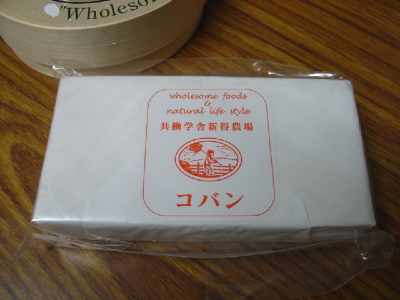 "Wholeso
wholesome foods
&
natural life style
共働学舎新得農場
コバン